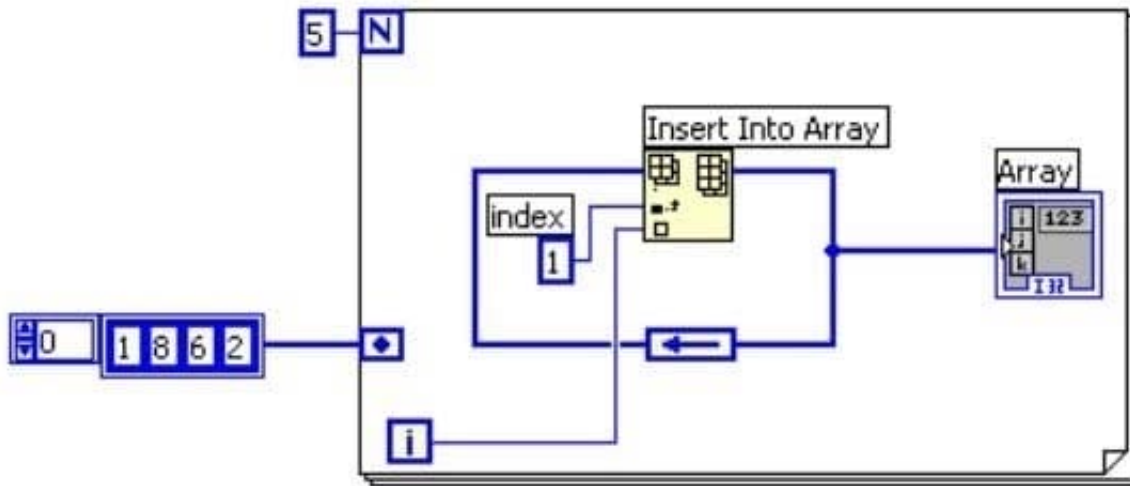 5 N
Insert Into Array
Array
index
1
i 123
j
k
I32
0 1 8 6 2
i